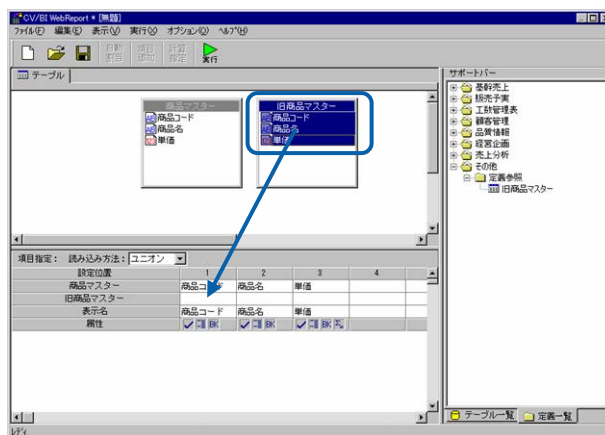 CV/BI WebReport * [無題]
ファイル(F) 編集(E) 表示(V) 実行(X) オプション(O) ヘルプ(H)
自動割当 項目添加 計算指定 実行
テーブル
商品マスター
商品コード
商品名
単価
旧商品マスター
商品コード
商品名
単価
項目指定： 読み込み方法： ユニオン
設定位置 1 2 3 4
商品マスター 商品コード 商品名 単価
旧商品マスター
表示名 商品コード 商品名 単価
属性 BK BK BK
サポートバー
基幹売上
販売予実
工数管理表
顧客管理
品質情報
経営企画
売上分析
その他
定義参照
旧商品マスター
テーブル一覧 定義一覧
レディ